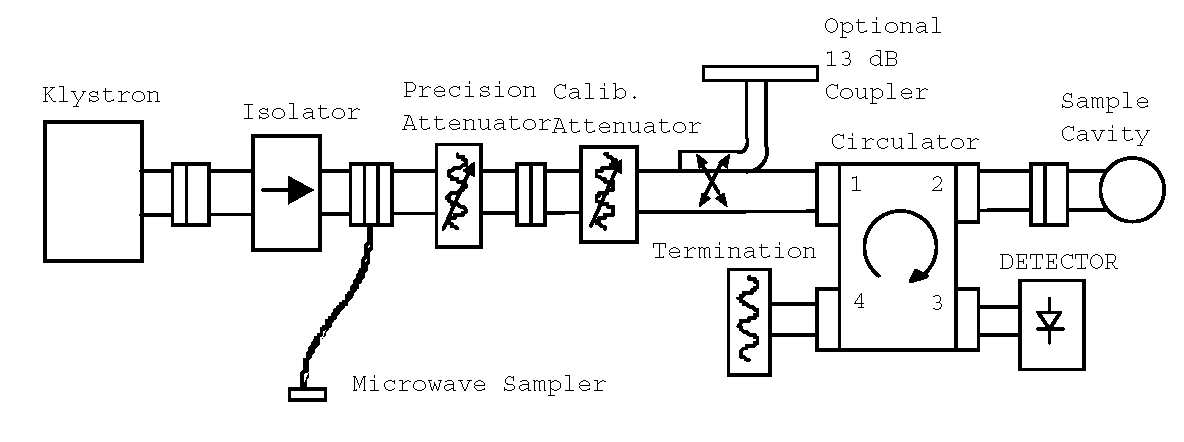 Optional
13 dB
Coupler
Klystron
Isolator
Precision
Attenuator
Calib.
Attenuator
Circulator
Sample
Cavity
1
2
Termination
DETECTOR
4
3
Microwave Sampler